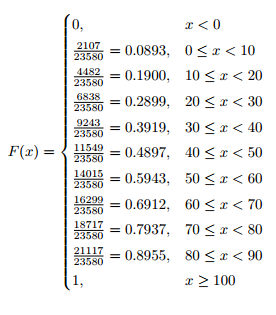 0, x < 0
2107/23580 = 0.0893, 0 ≤ x < 10
4482/23580 = 0.1900, 10 ≤ x < 20
6838/23580 = 0.2899, 20 ≤ x < 30
9243/23580 = 0.3919, 30 ≤ x < 40
F(x) = { 11549/23580 = 0.4897, 40 ≤ x < 50
14015/23580 = 0.5943, 50 ≤ x < 60
16299/23580 = 0.6912, 60 ≤ x < 70
18717/23580 = 0.7937, 70 ≤ x < 80
21117/23580 = 0.8955, 80 ≤ x < 90
1, x ≥ 100